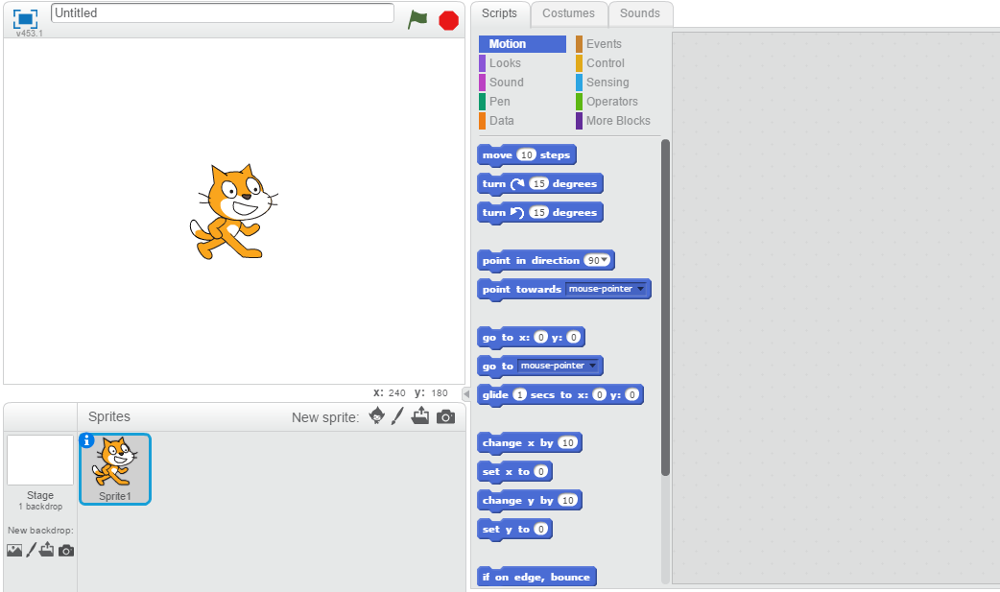 Untitled
v453.1
Scripts
Costumes
Sounds
Motion
Events
Looks
Control
Sound
Sensing
Pen
Operators
Data
More Blocks
move 10 steps
turn 15 degrees
turn 15 degrees
point in direction 90
point towards mouse-pointer
go to x: 0 y: 0
go to mouse-pointer
glide 1 secs to x: 0 y: 0
change x by 10
set x to 0
change y by 10
set y to 0
if on edge, bounce
x: 240 y: 180
Sprites
New sprite:
Stage
1 backdrop
New backdrop:
i
Sprite1